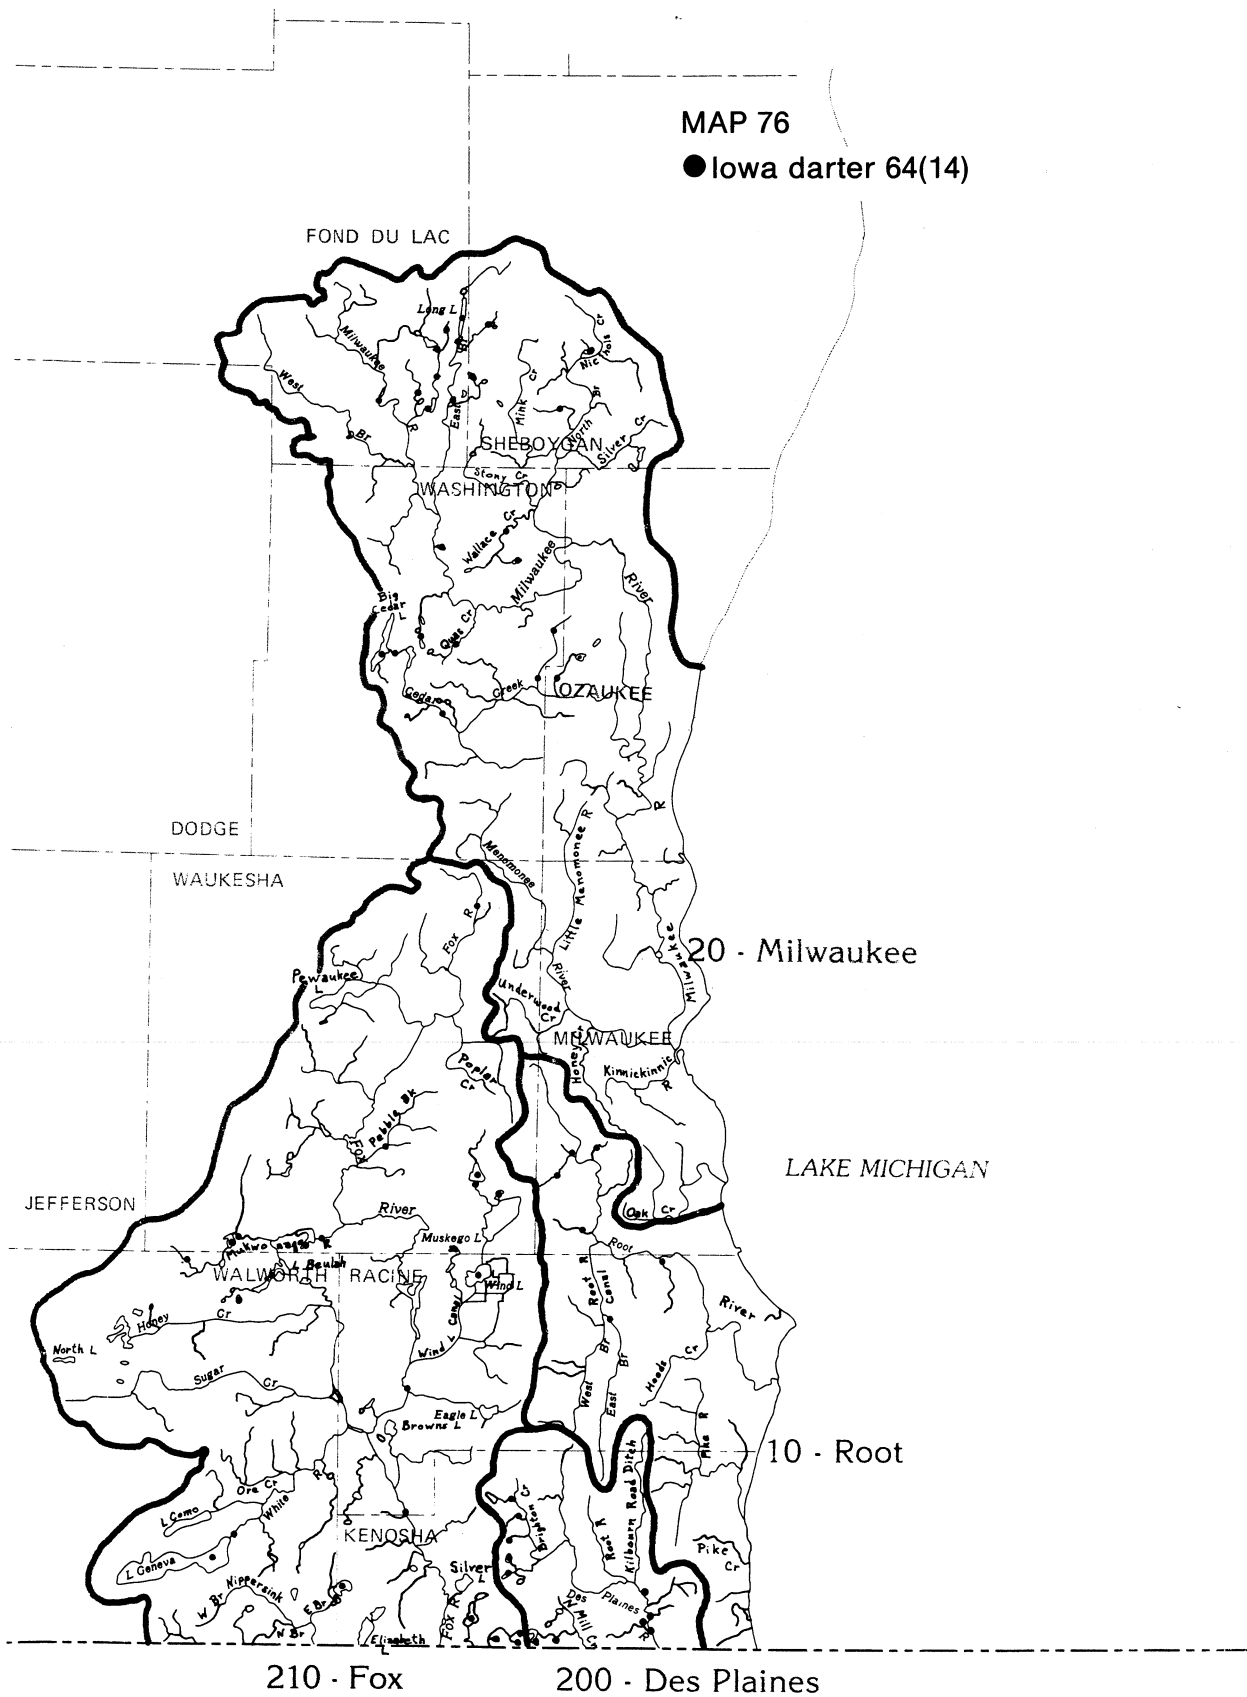 MAP 76
● Iowa darter 64(14)
FOND DU LAC
Long L
Milwaukee
R
West
Br
East
Br
Mink
Cr
Nichols
Cr
North
Br
Silver
Cr
SHEBOYGAN
Stony Cr
WASHINGTON
Wallace
Cr
Milwaukee
River
Big
Cedar
L
Quas Cr
Cedar
Creek
OZAUKEE
DODGE
WAUKESHA
Menomonee
Little Menomonee R
R
Milwaukee
20 - Milwaukee
Fox
R
River
Pewaukee
L
Underwood
Cr
MILWAUKEE
Honey Cr
Kinnickinnic
R
Poplar
Cr
Pebble Bk
Fox
LAKE MICHIGAN
JEFFERSON
River
Oak Cr
Mukwonago
R
Muskego L
Root
L Beulah
WALWORTH
RACINE
Wind L
Root R
Canal
River
Honey
Cr
Wind L Canal
North L
Sugar
Cr
West
Br
East
Br
Hoods
Cr
Eagle L
Browns L
Pike R
10 - Root
Ore Cr
White
R
L Como
L Geneva
KENOSHA
Brighton
Cr
Root R
Kilbourn Road Ditch
Pike
Cr
Silver
L
W Br
Nippersink
E Br
N Br
Fox R
Elizabeth
L
Des
Plaines
R
N Mill
210 - Fox
200 - Des Plaines